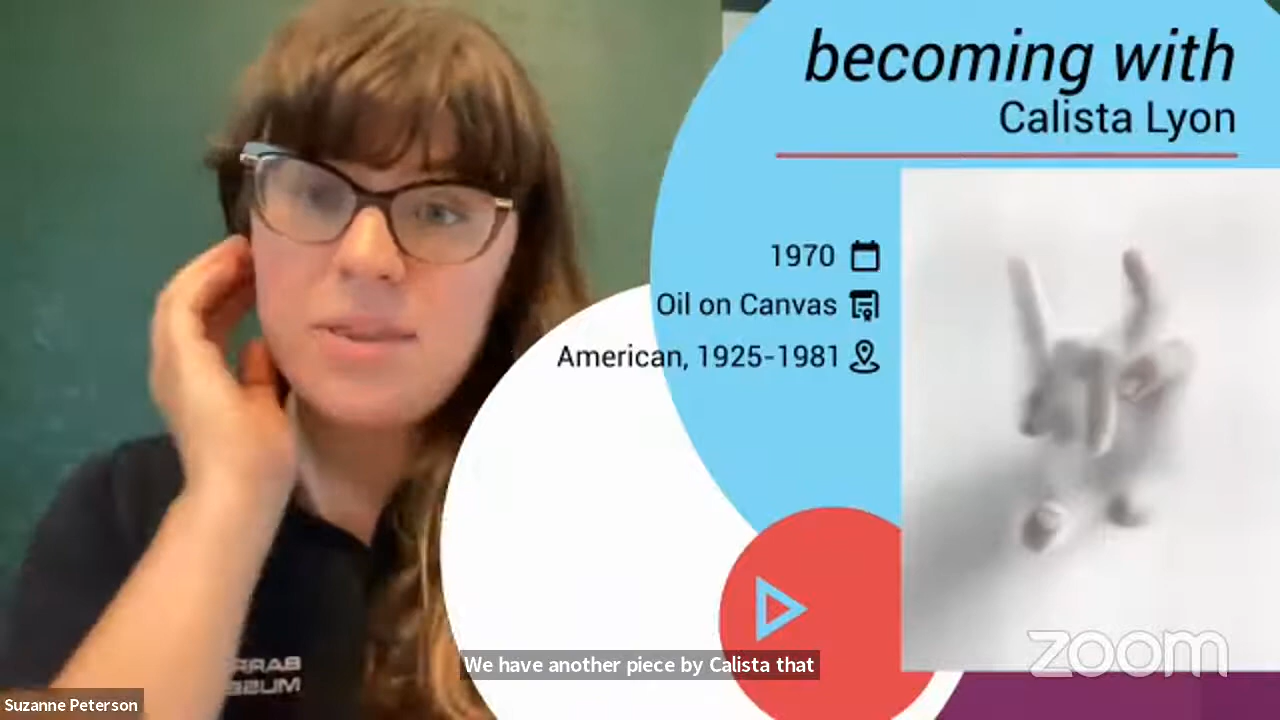 becoming with
Calista Lyon
1970
Oil on Canvas
American, 1925-1981
We have another piece by Calista that
zoom
Suzanne Peterson